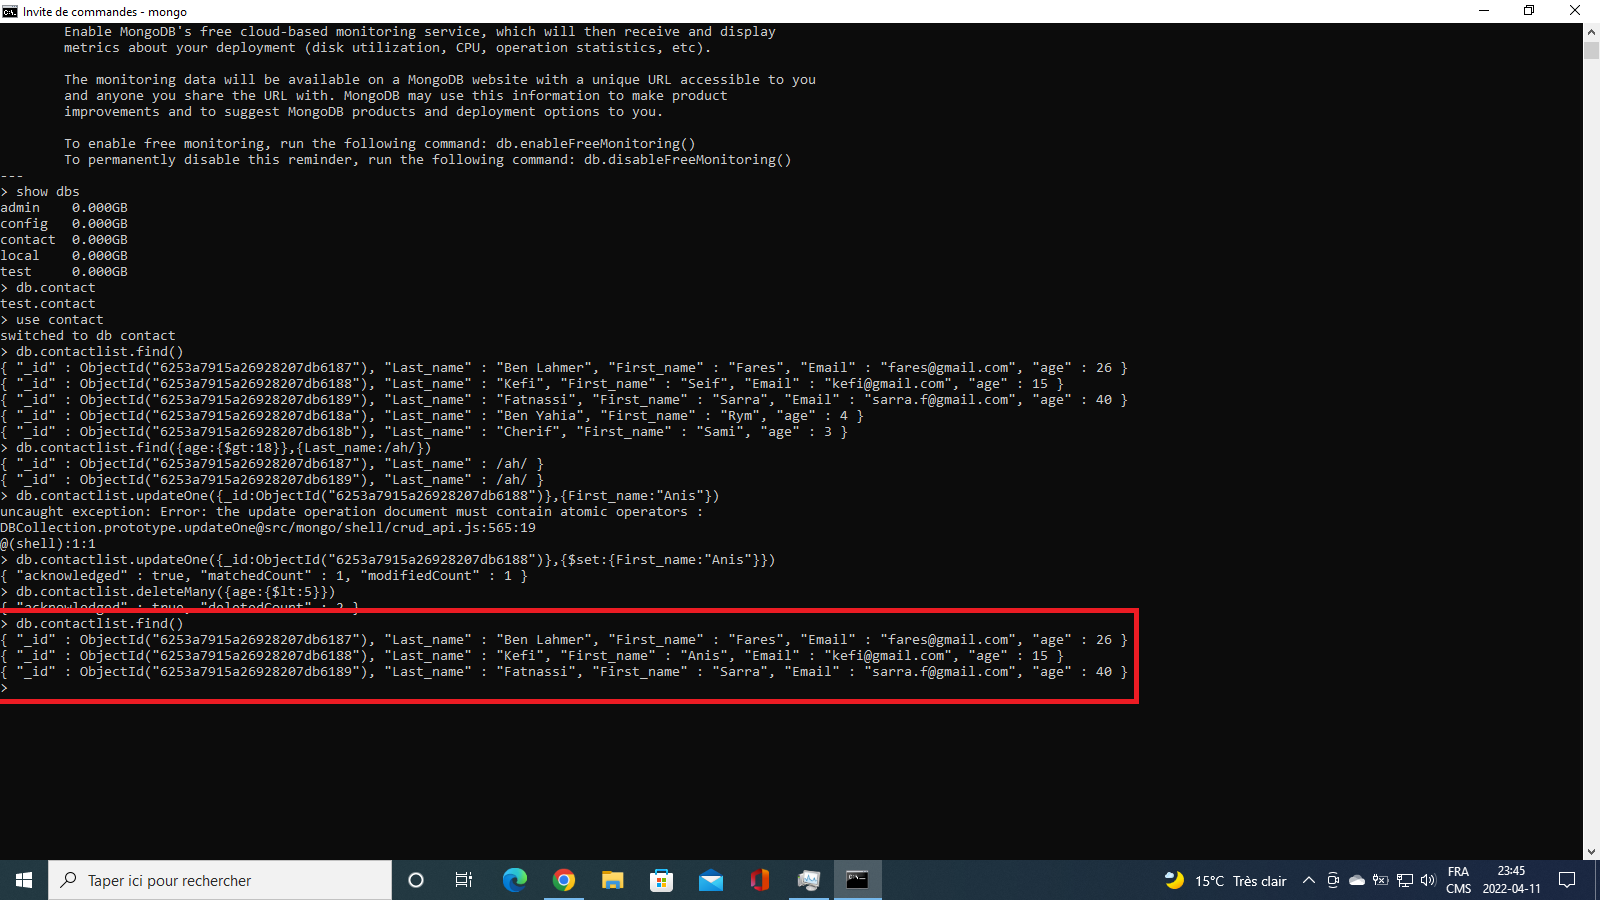 Invite de commandes - mongo
Enable MongoDB's free cloud-based monitoring service, which will then receive and display
metrics about your deployment (disk utilization, CPU, operation statistics, etc).
The monitoring data will be available on a MongoDB website with a unique URL accessible to you
and anyone you share the URL with. MongoDB may use this information to make product
improvements and to suggest MongoDB products and deployment options to you.
To enable free monitoring, run the following command: db.enableFreeMonitoring()
To permanently disable this reminder, run the following command: db.disableFreeMonitoring()
---
> show dbs
admin    0.000GB
config   0.000GB
contact  0.000GB
local    0.000GB
test     0.000GB
> db.contact
test.contact
> use contact
switched to db contact
> db.contactlist.find()
{ "_id" : ObjectId("6253a7915a26928207db6187"), "Last_name" : "Ben Lahmer", "First_name" : "Fares", "Email" : "fares@gmail.com", "age" : 26 }
{ "_id" : ObjectId("6253a7915a26928207db6188"), "Last_name" : "Kefi", "First_name" : "Seif", "Email" : "kefi@gmail.com", "age" : 15 }
{ "_id" : ObjectId("6253a7915a26928207db6189"), "Last_name" : "Fatnassi", "First_name" : "Sarra", "Email" : "sarra.f@gmail.com", "age" : 40 }
{ "_id" : ObjectId("6253a7915a26928207db618a"), "Last_name" : "Ben Yahia", "First_name" : "Rym", "age" : 4 }
{ "_id" : ObjectId("6253a7915a26928207db618b"), "Last_name" : "Cherif", "First_name" : "Sami", "age" : 3 }
> db.contactlist.find({age:{$gt:18}},{Last_name:/ah/})
{ "_id" : ObjectId("6253a7915a26928207db6187"), "Last_name" : /ah/ }
{ "_id" : ObjectId("6253a7915a26928207db6189"), "Last_name" : /ah/ }
> db.contactlist.updateOne({_id:ObjectId("6253a7915a26928207db6188")},{First_name:"Anis"})
uncaught exception: Error: the update operation document must contain atomic operators :
DBCollection.prototype.updateOne@src/mongo/shell/crud_api.js:565:19
@(shell):1:1
> db.contactlist.updateOne({_id:ObjectId("6253a7915a26928207db6188")},{$set:{First_name:"Anis"}})
{ "acknowledged" : true, "matchedCount" : 1, "modifiedCount" : 1 }
> db.contactlist.deleteMany({age:{$lt:5}})
{ "acknowledged" : true, "deletedCount" : 2 }
> db.contactlist.find()
{ "_id" : ObjectId("6253a7915a26928207db6187"), "Last_name" : "Ben Lahmer", "First_name" : "Fares", "Email" : "fares@gmail.com", "age" : 26 }
{ "_id" : ObjectId("6253a7915a26928207db6188"), "Last_name" : "Kefi", "First_name" : "Anis", "Email" : "kefi@gmail.com", "age" : 15 }
{ "_id" : ObjectId("6253a7915a26928207db6189"), "Last_name" : "Fatnassi", "First_name" : "Sarra", "Email" : "sarra.f@gmail.com", "age" : 40 }
>
Taper ici pour rechercher
15°C Très clair
FRA
CMS
23:45
2022-04-11